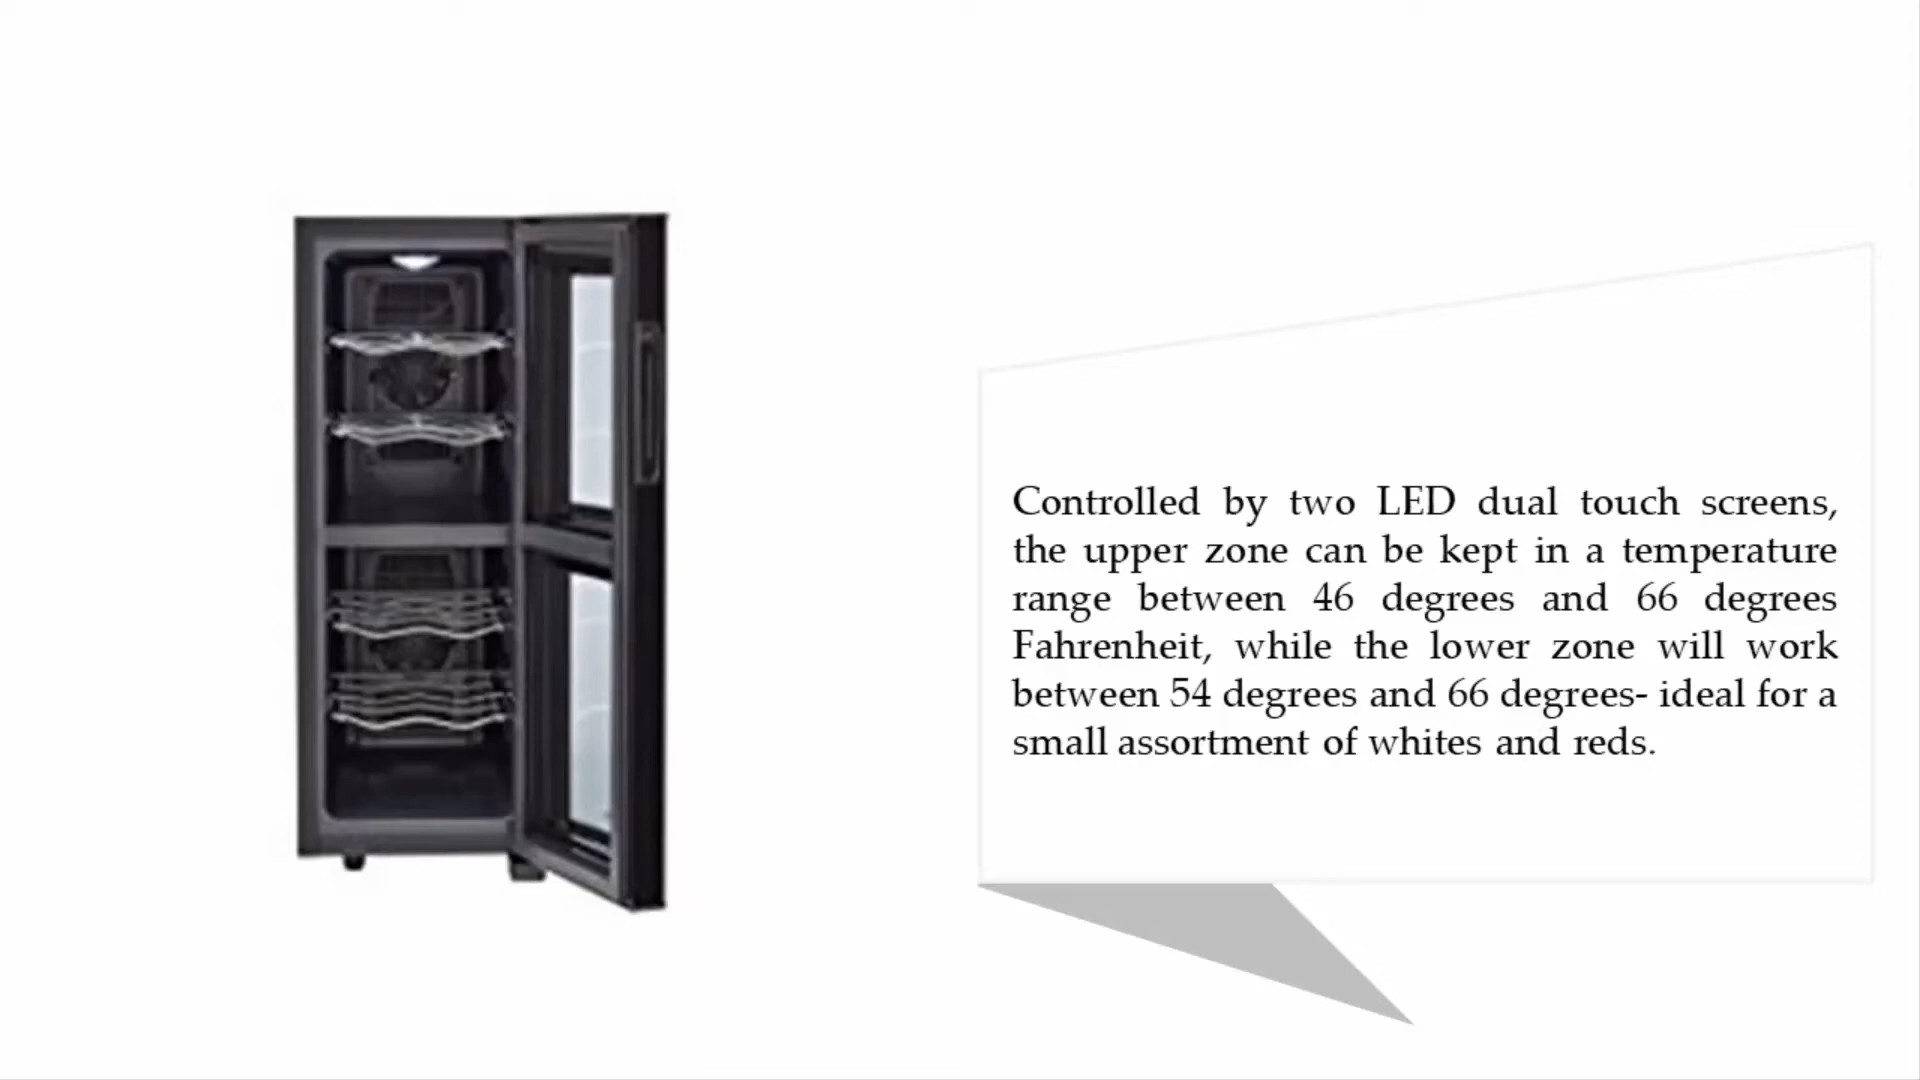 Controlled by two LED dual touch screens,
the upper zone can be kept in a temperature
range between 46 degrees and 66 degrees
Fahrenheit, while the lower zone will work
between 54 degrees and 66 degrees- ideal for a
small assortment of whites and reds.